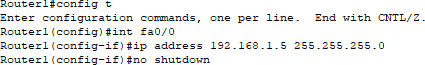 Router1#config t
Enter configuration commands, one per line.  End with CNTL/Z.
Router1(config)#int fa0/0
Router1(config-if)#ip address 192.168.1.5 255.255.255.0
Router1(config-if)#no shutdown